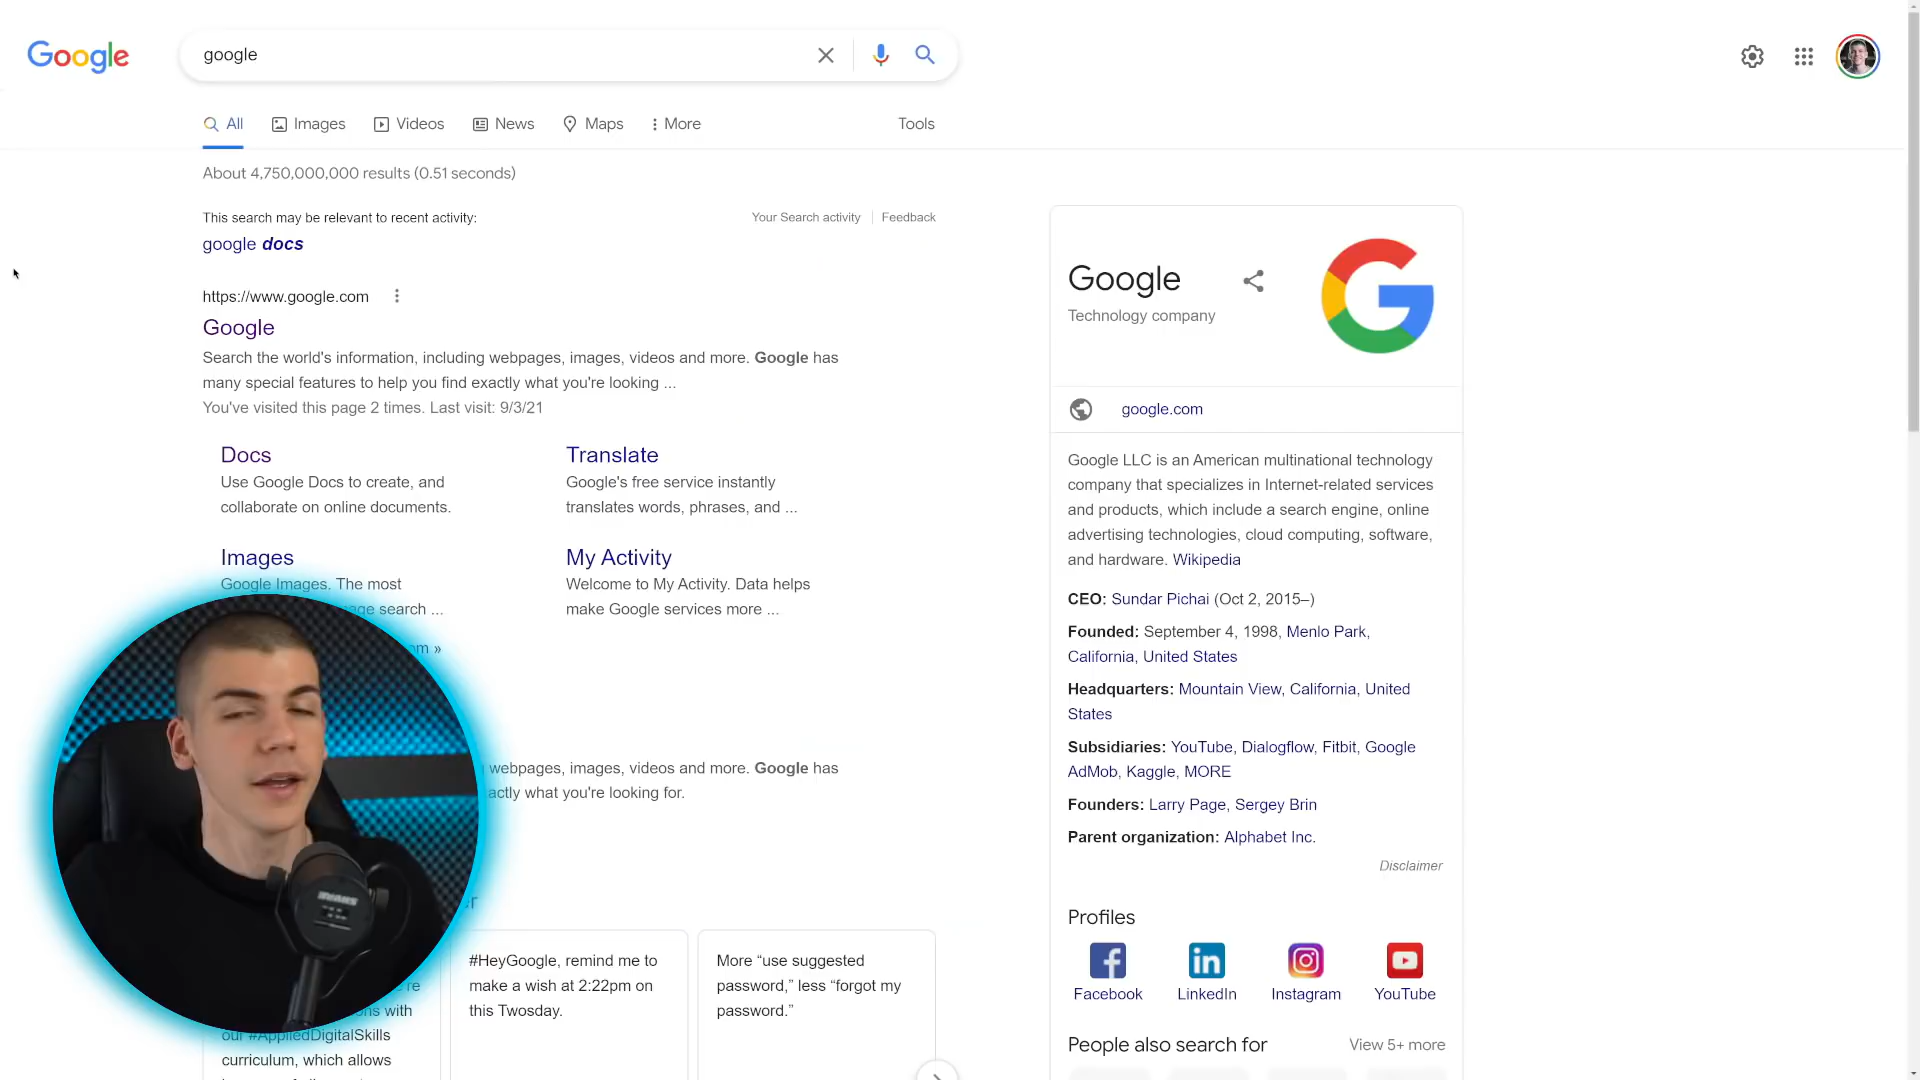 Google
google
All
Images
Videos
News
Maps
More
Tools
About 4,750,000,000 results (0.51 seconds)
This search may be relevant to recent activity:
Your Search activity
Feedback
google docs
https://www.google.com
Google
Search the world's information, including webpages, images, videos and more. Google has
many special features to help you find exactly what you're looking ...
You've visited this page 2 times. Last visit: 9/3/21
Docs
Use Google Docs to create, and
collaborate on online documents.
Translate
Google's free service instantly
translates words, phrases, and ...
Images
Google Images. The most
search ...
My Activity
Welcome to My Activity. Data helps
make Google services more ...
»
webpages, images, videos and more. Google has
what you're looking for.
with
our #AppliedDigitalSkills
curriculum, which allows
#HeyGoogle, remind me to
make a wish at 2:22pm on
this Twosday.
More “use suggested
password,” less “forgot my
password.”
Google
Technology company
google.com
Google LLC is an American multinational technology
company that specializes in Internet-related services
and products, which include a search engine, online
advertising technologies, cloud computing, software,
and hardware. Wikipedia
CEO: Sundar Pichai (Oct 2, 2015–)
Founded: September 4, 1998, Menlo Park,
California, United States
Headquarters: Mountain View, California, United
States
Subsidiaries: YouTube, Dialogflow, Fitbit, Google
AdMob, Kaggle, MORE
Founders: Larry Page, Sergey Brin
Parent organization: Alphabet Inc.
Disclaimer
Profiles
Facebook
LinkedIn
Instagram
YouTube
People also search for
View 5+ more